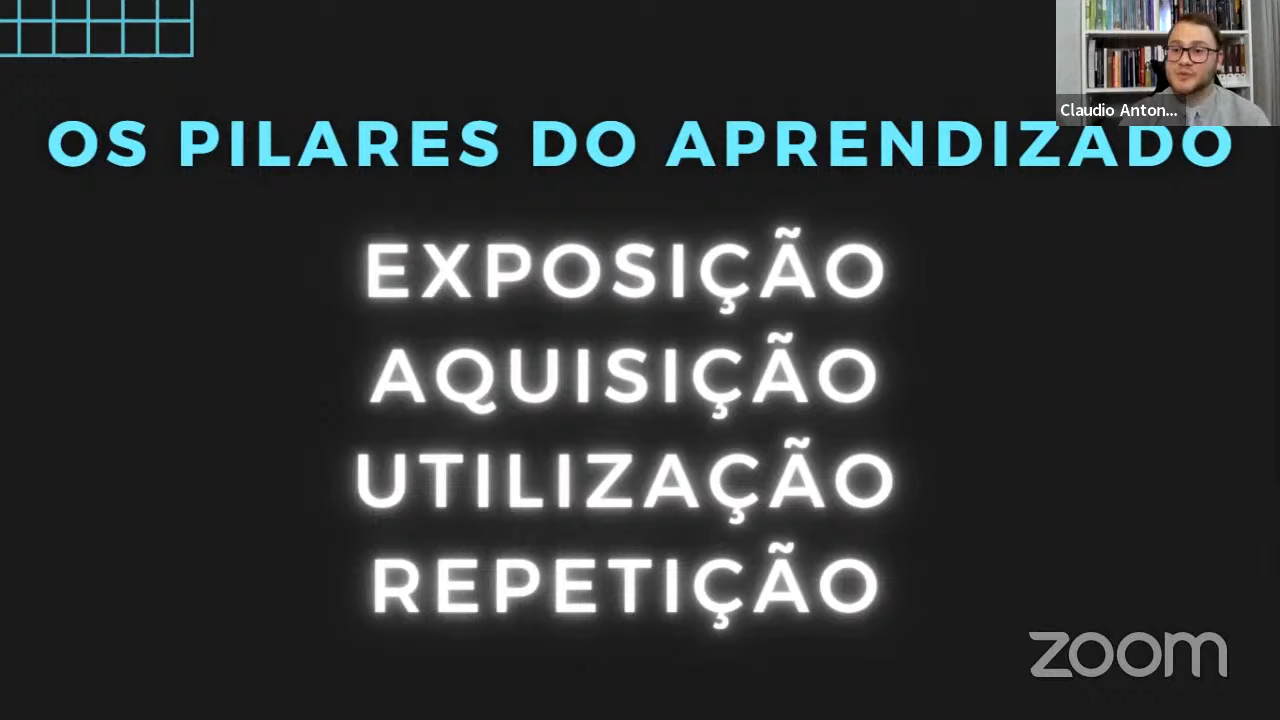 Claudio Anton...
OS PILARES DO APRENDIZADO
EXPOSIÇÃO
AQUISIÇÃO
UTILIZAÇÃO
REPETIÇÃO
zoom